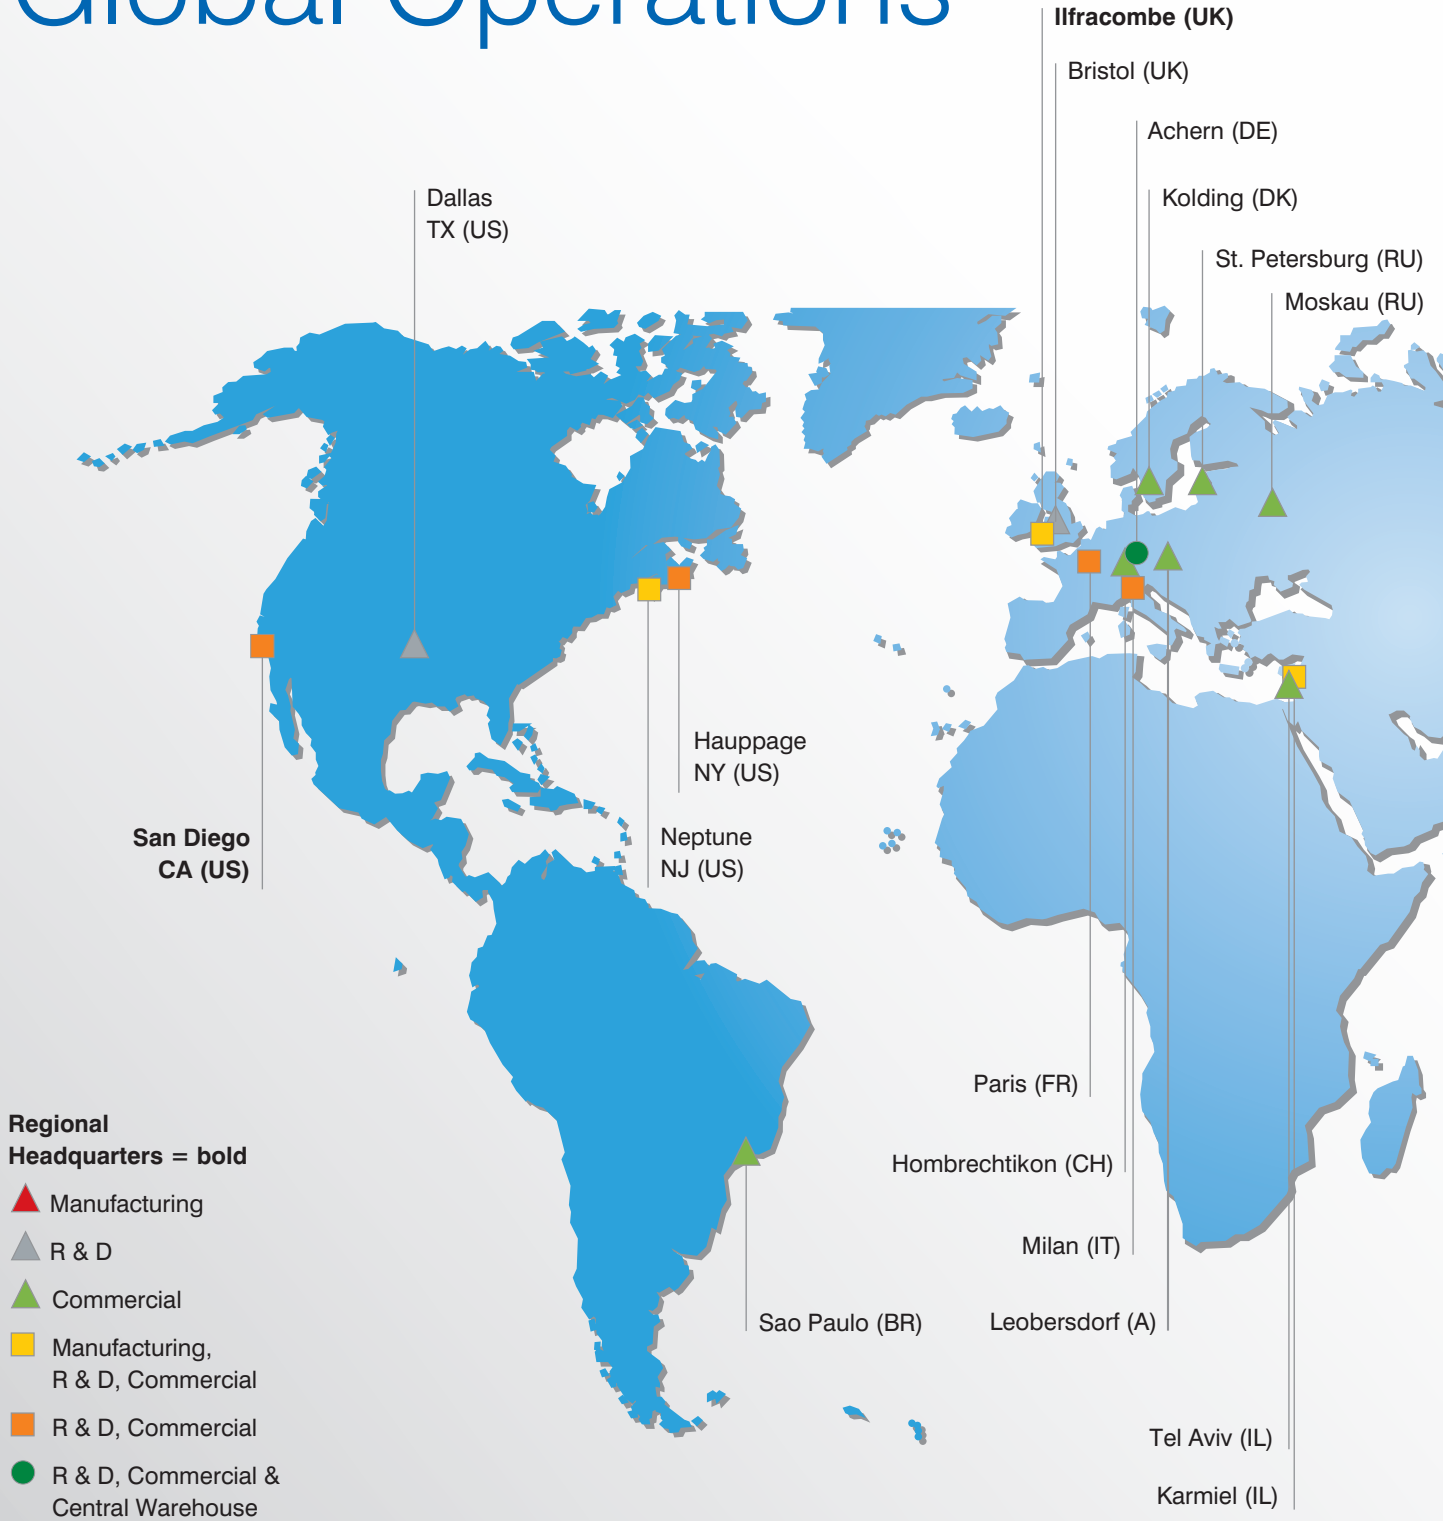 Global Operations
Ilfracombe (UK)
Bristol (UK)
Achern (DE)
Dallas
TX (US)
Kolding (DK)
St. Petersburg (RU)
Moskau (RU)
Hauppage
NY (US)
San Diego
CA (US)
Neptune
NJ (US)
Paris (FR)
Hombrechtikon (CH)
Milan (IT)
Sao Paulo (BR)
Leobersdorf (A)
Tel Aviv (IL)
Karmiel (IL)
Regional
Headquarters = bold
Manufacturing
R & D
Commercial
Manufacturing,
R & D, Commercial
R & D, Commercial
R & D, Commercial &
Central Warehouse